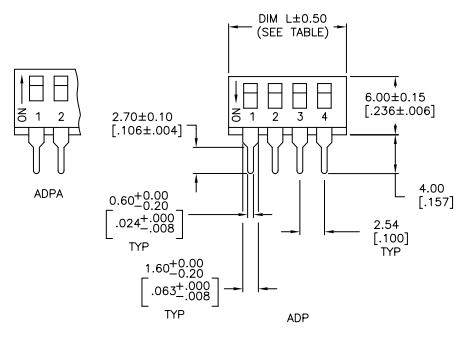 DIM L±0.50
(SEE TABLE)
ON
1 2
ADPA
2.70±0.10
[.106±.004]
ON
1 2 3 4
6.00±0.15
[.236±.006]
4.00
[.157]
0.60+0.00
-0.20
[.024+.000
-.008]
TYP
2.54
[.100]
TYP
1.60+0.00
-0.20
[.063+.000
-.008]
TYP
ADP